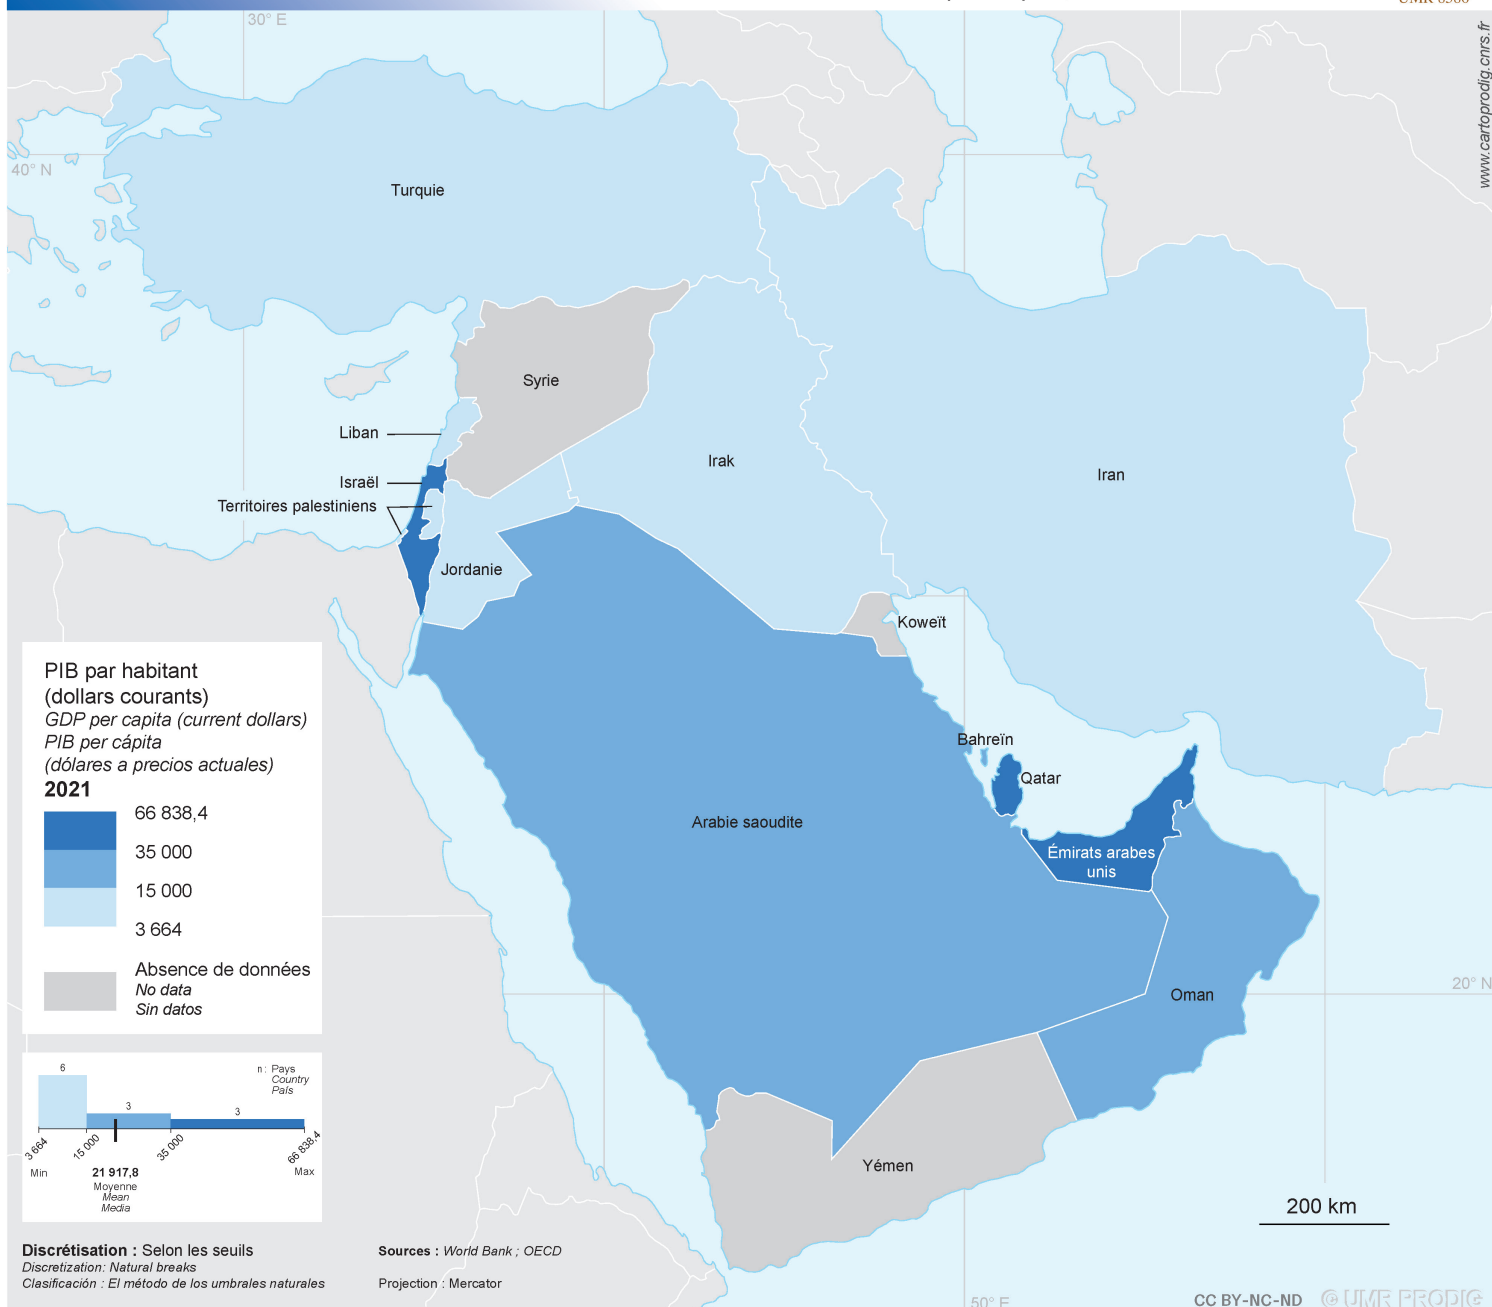 30° E
www.cartoprodig.cnrs.fr
40° N
Turquie
Syrie
Liban
Irak
Iran
Israël
Territoires palestiniens
Jordanie
Koweït
PIB par habitant
(dollars courants)
GDP per capita (current dollars)
PIB per cápita
(dólares a precios actuales)
2021
66 838,4
35 000
15 000
3 664
Absence de données
No data
Sin datos
Bahreïn
Qatar
Arabie saoudite
Émirats arabes
unis
Oman
20° N
Yémen
6
n : Pays
Country
País
3
3
3 664
15 000
35 000
66 838,4
Min
21 917,8
Max
Moyenne
Mean
Media
200 km
Discrétisation : Selon les seuils
Discretization: Natural breaks
Clasificación : El método de los umbrales naturales
Sources : World Bank ; OECD
Projection : Mercator
50° E
CC BY-NC-ND © UMR PRODIG